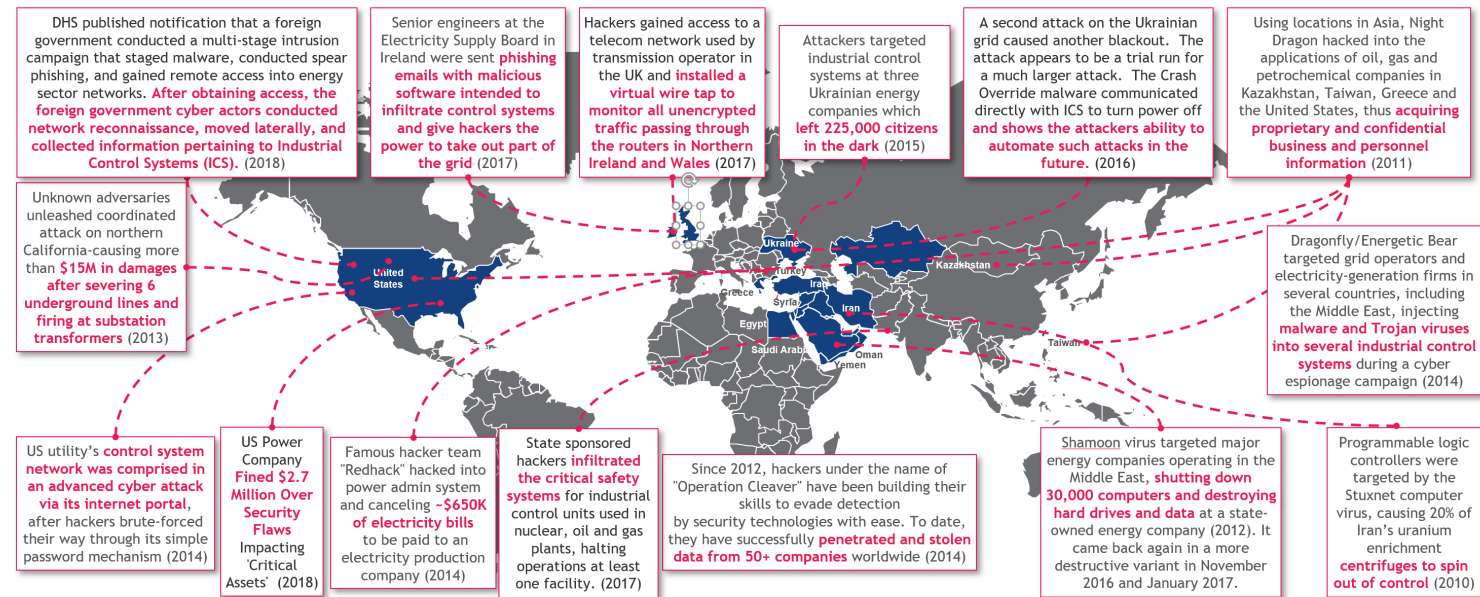 DHS published notification that a foreign
government conducted a multi-stage intrusion
campaign that staged malware, conducted spear
phishing, and gained remote access into energy
sector networks. After obtaining access, the
foreign government cyber actors conducted
network reconnaissance, moved laterally, and
collected information pertaining to Industrial
Control Systems (ICS). (2018)
Senior engineers at the
Electricity Supply Board in
Ireland were sent phishing
emails with malicious
software intended to
infiltrate control systems
and give hackers the
power to take out part of
the grid (2017)
Hackers gained access to a
telecom network used by
transmission operator in
the UK and installed a
virtual wire tap to
monitor all unencrypted
traffic passing through
the routers in Northern
Ireland and Wales (2017)
Attackers targeted
industrial control
systems at three
Ukrainian energy
companies which
left 225,000 citizens
in the dark (2015)
A second attack on the Ukrainian
grid caused another blackout. The
attack appears to be a trial run for
a much larger attack. The Crash
Override malware communicated
directly with ICS to turn power off
and shows the attackers ability to
automate such attacks in the
future. (2016)
Using locations in Asia, Night
Dragon hacked into the
applications of oil, gas and
petrochemical companies in
Kazakhstan, Taiwan, Greece and
the United States, thus acquiring
proprietary and confidential
business and personnel
information (2011)
Unknown adversaries
unleashed coordinated
attack on northern
California-causing more
than $15M in damages
after severing 6
underground lines and
firing at substation
transformers (2013)
United
States
Ukraine
Turkey
Greece
Syria
Iraq
Iran
Egypt
Saudi Arab
Oman
Yemen
Kazakhstan
Taiwan
Dragonfly/Energetic Bear
targeted grid operators and
electricity-generation firms in
several countries, including
the Middle East, injecting
malware and Trojan viruses
into several industrial control
systems during a cyber
espionage campaign (2014)
US utility's control system
network was comprised in
an advanced cyber attack
via its internet portal,
after hackers brute-forced
their way through its simple
password mechanism (2014)
US Power
Company
Fined $2.7
Million Over
Security
Flaws
Impacting
'Critical
Assets' (2018)
Famous hacker team
"Redhack" hacked into
power admin system
and canceling ~$650K
of electricity bills
to be paid to an
electricity production
company (2014)
State sponsored
hackers infiltrated
the critical safety
systems for industrial
control units used in
nuclear, oil and gas
plants, halting
operations at least
one facility. (2017)
Since 2012, hackers under the name of
"Operation Cleaver" have been building their
skills to evade detection
by security technologies with ease. To date,
they have successfully penetrated and stolen
data from 50+ companies worldwide (2014)
Shamoon virus targeted major
energy companies operating in the
Middle East, shutting down
30,000 computers and destroying
hard drives and data at a state-
owned energy company (2012). It
came back again in a more
destructive variant in November
2016 and January 2017.
Programmable logic
controllers were
targeted by the
Stuxnet computer
virus, causing 20% of
Iran's uranium
enrichment
centrifuges to spin
out of control (2010)